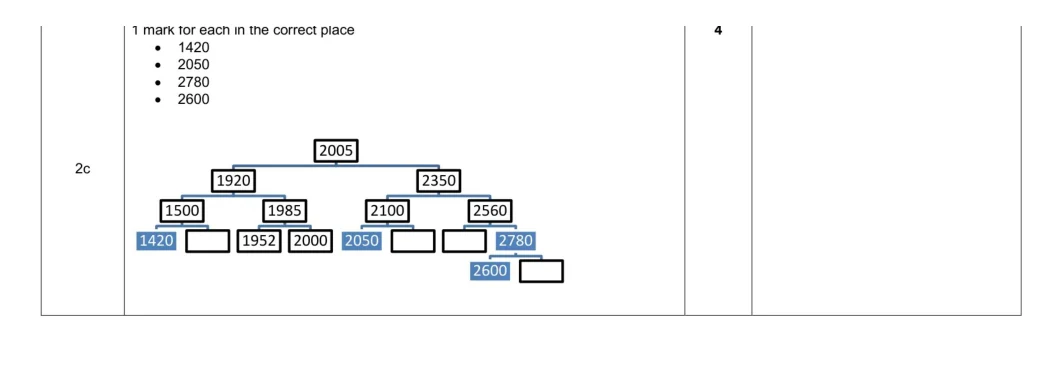 1 mark for each in the correct place
4
• 1420
• 2050
• 2780
• 2600
2c
2005
1920 2350
1500 1985 2100 2560
1420 1952 2000 2050 2780
2600